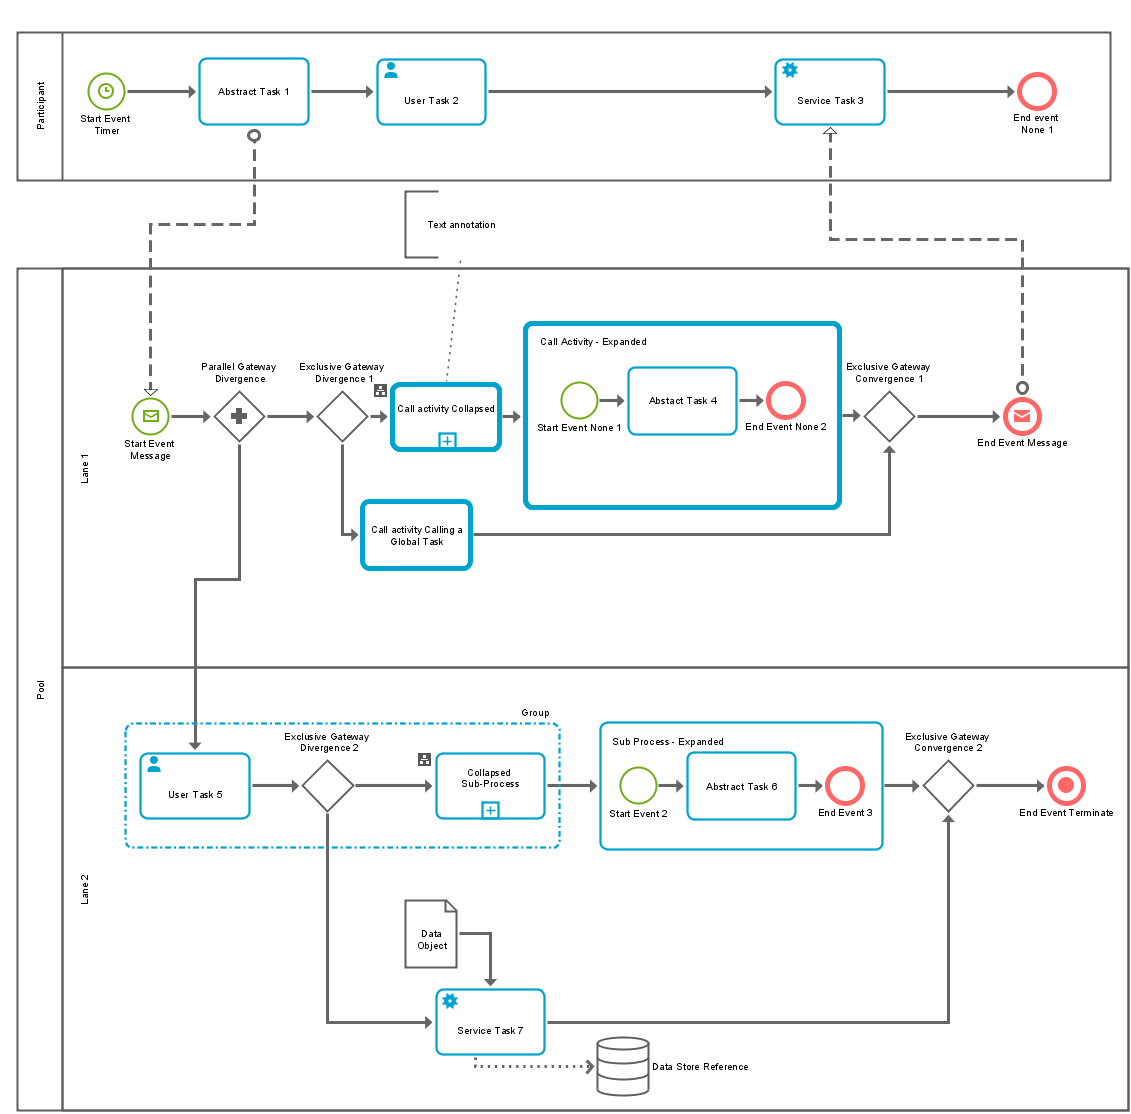 Participant
Start Event
Timer
Abstract Task 1
User Task 2
Service Task 3
End event
None 1
Text annotation
Pool
Lane 1
Start Event
Message
Parallel Gateway
Divergence
Exclusive Gateway
Divergence 1
Call activity Collapsed
Call activity Calling a
Global Task
Call Activity - Expanded
Start Event None 1
Abstact Task 4
End Event None 2
Exclusive Gateway
Convergence 1
End Event Message
Lane 2
Group
User Task 5
Exclusive Gateway
Divergence 2
Collapsed
Sub-Process
Sub Process - Expanded
Start Event 2
Abstract Task 6
End Event 3
Exclusive Gateway
Convergence 2
End Event Terminate
Data
Object
Service Task 7
Data Store Reference